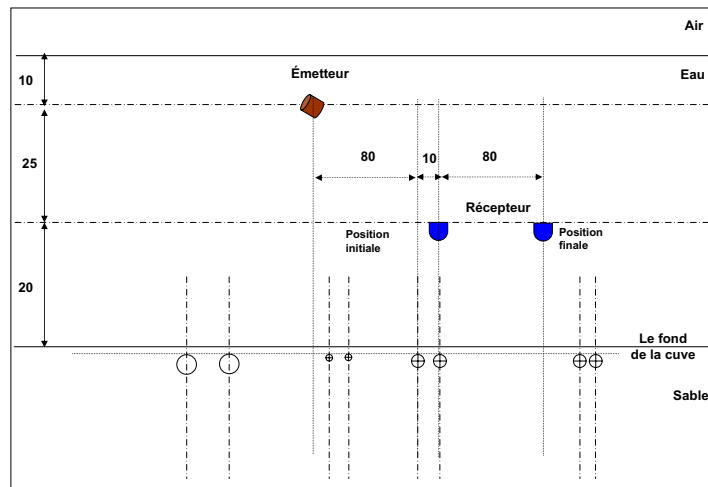 Air
10
Émetteur
Eau
25
80
10
80
Récepteur
Position
initiale
Position
finale
20
Le fond
de la cuve
Sable